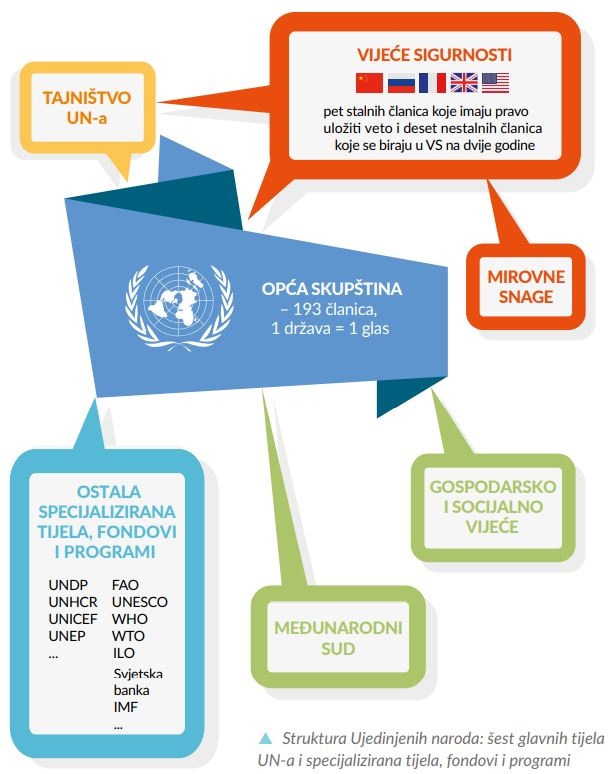 VIJEĆE SIGURNOSTI
pet stalnih članica koje imaju pravo
uložiti veto i deset nestalnih članica
koje se biraju u VS na dvije godine
TAJNIŠTVO
UN-a
MIROVNE
SNAGE
OPĆA SKUPŠTINA
– 193 članica,
1 država = 1 glas
OSTALA
SPECIJALIZIRANA
TIJELA, FONDOVI
I PROGRAMI
UNDP
UNHCR
UNICEF
UNEP
...
FAO
UNESCO
WHO
WTO
ILO
Svjetska
banka
IMF
...
GOSPODARSKO
I SOCIJALNO
VIJEĆE
MEĐUNARODNI
SUD
Struktura Ujedinjenih naroda: šest glavnih tijela
UN-a i specijalizirana tijela, fondovi i programi